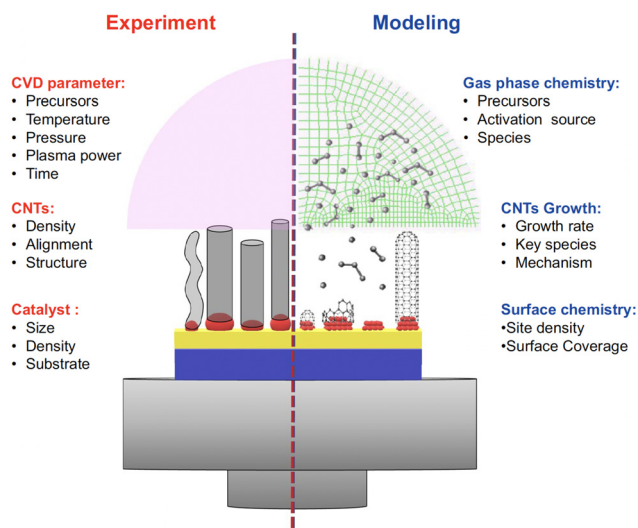 Experiment
Modeling
CVD parameter:
• Precursors
• Temperature
• Pressure
• Plasma power
• Time
CNTs:
• Density
• Alignment
• Structure
Catalyst :
• Size
• Density
• Substrate
Gas phase chemistry:
• Precursors
• Activation source
• Species
CNTs Growth:
• Growth rate
• Key species
• Mechanism
Surface chemistry:
•Site density
•Surface Coverage